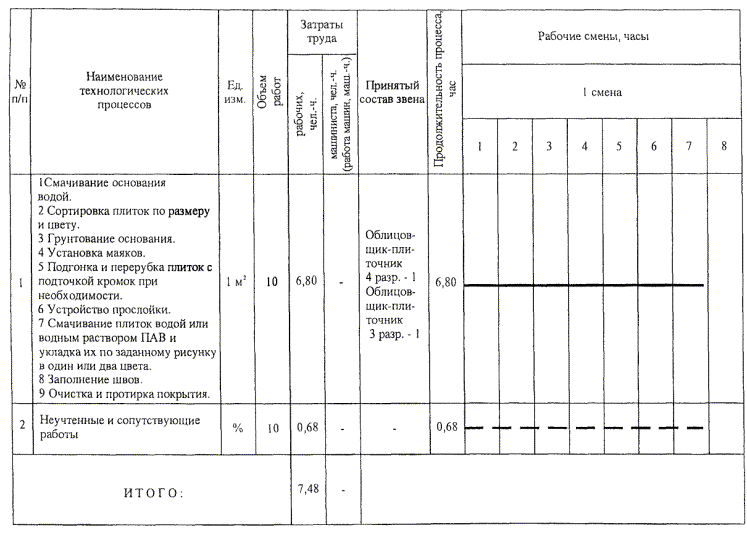 №
п/п
Наименование
технологических
процессов
Ед.
изм.
Объем
работ
Затраты
труда
рабочих,
чел.-ч.
машиниста, чел.-ч.
(работа машин, маш.-ч.)
Принятый
состав звена
Продолжительность процесса,
час
Рабочие смены, часы
1 смена
1 2 3 4 5 6 7 8
1
1Смачивание основания
водой.
2 Сортировка плиток по размеру
и цвету.
3 Грунтование основания.
4 Установка маяков.
5 Подгонка и перерубка плиток с
подточкой кромок при
необходимости.
6 Устройство прослойки.
7 Смачивание плиток водой или
водным раствором ПАВ и
укладка их по заданному рисунку
в один или два цвета.
8 Заполнение швов.
9 Очистка и протирка покрытия.
1 м²
10
6,80
-
Облицов-
щик-пли-
точник
4 разр. - 1
Облицов-
щик-пли-
точник
3 разр. - 1
6,80
2
Неучтенные и сопутствующие
работы
%
10
0,68
-
-
0,68
ИТОГО:
7,48
-